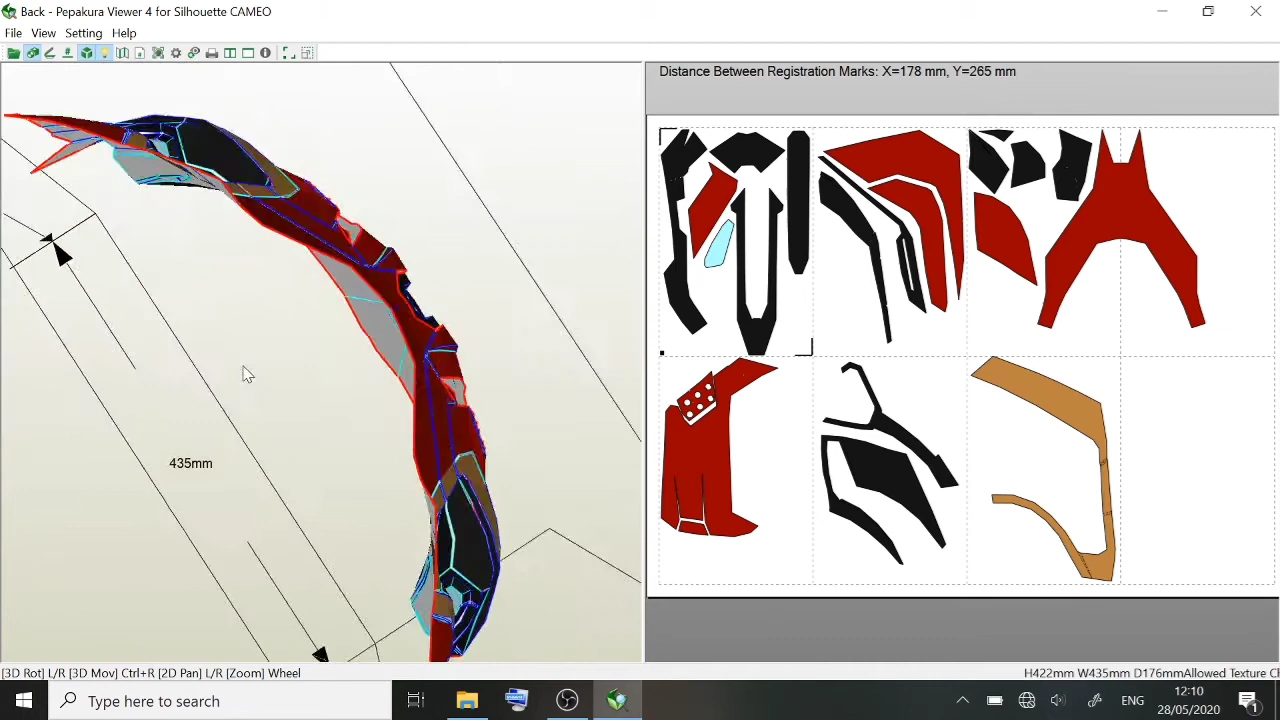 Back - Pepakura Viewer 4 for Silhouette CAMEO
File View Setting Help
Distance Between Registration Marks: X=178 mm, Y=265 mm
435mm
[3D Rot] L/R [3D Mov] Ctrl+R [2D Pan] L/R [Zoom] Wheel
H422mm W435mm D176mmAllowed Texture Cl
Type here to search
ENG
12:10
28/05/2020
1